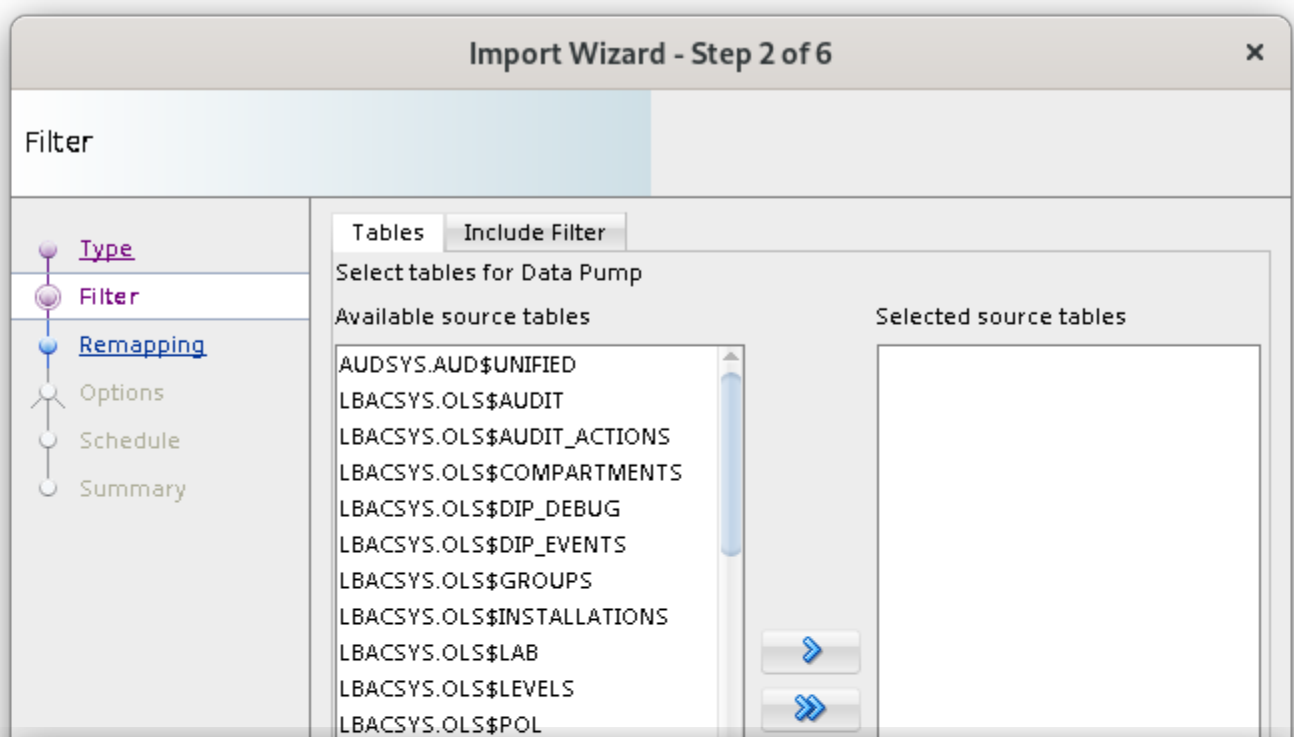 Import Wizard - Step 2 of 6
Filter
Type
Filter
Remapping
Options
Schedule
Summary
Tables
Include Filter
Select tables for Data Pump
Available source tables
AUDSYS.AUD$UNIFIED
LBACSYS.OLS$AUDIT
LBACSYS.OLS$AUDIT_ACTIONS
LBACSYS.OLS$COMPARTMENTS
LBACSYS.OLS$DIP_DEBUG
LBACSYS.OLS$DIP_EVENTS
LBACSYS.OLS$GROUPS
LBACSYS.OLS$INSTALLATIONS
LBACSYS.OLS$LAB
LBACSYS.OLS$LEVELS
LBACSYS.OLS$POL
Selected source tables